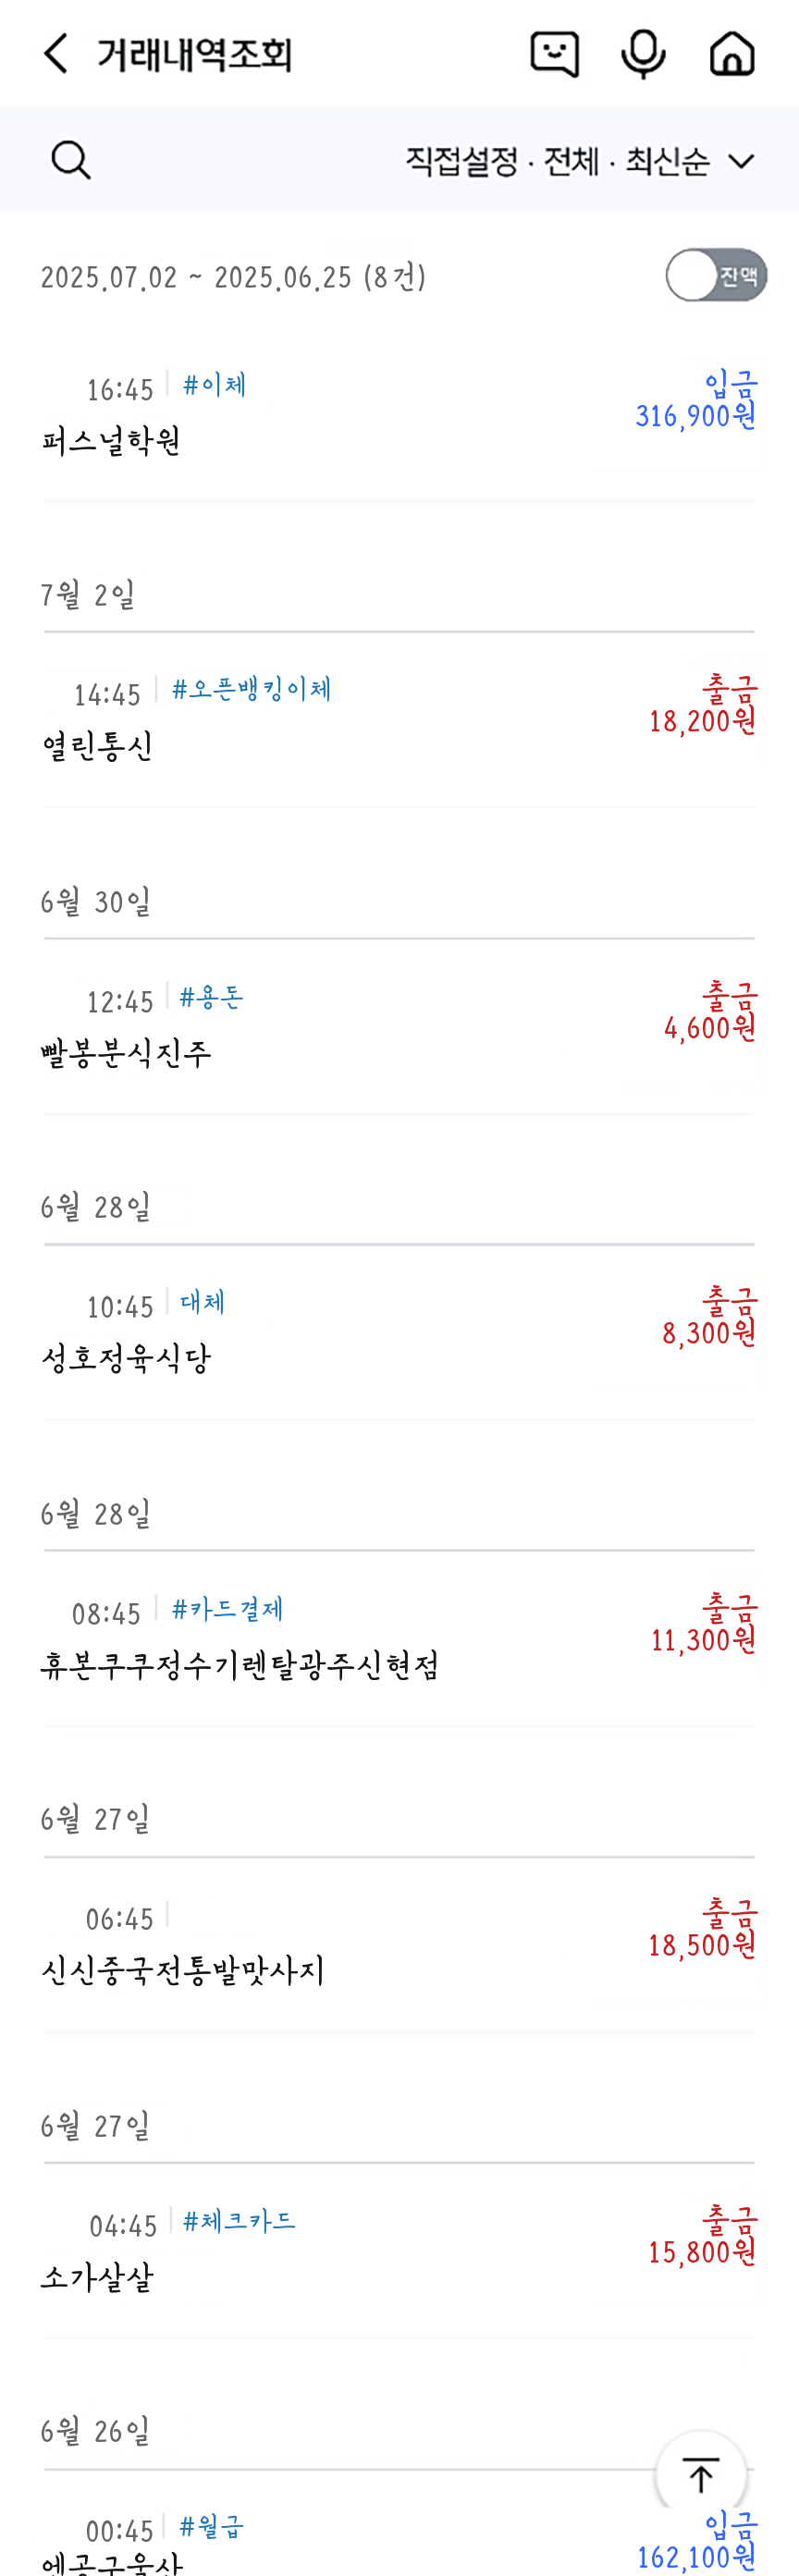 거래내역조회
직접설정 · 전체 · 최신순
2025.07.02 ~ 2025.06.25 (8건)
잔액
16:45 #이체
입금
316,900원
퍼스널학원
7월 2일
14:45 #오픈뱅킹이체
출금
18,200원
열린통신
6월 30일
12:45 #용돈
출금
4,600원
빨봉분식진주
6월 28일
10:45 대체
출금
8,300원
성호정육식당
6월 28일
08:45 #카드결제
출금
11,300원
휴본쿠쿠정수기렌탈광주신현점
6월 27일
06:45
출금
18,500원
신신중국전통발맛사지
6월 27일
04:45 #체크카드
출금
15,800원
소가살살
6월 26일
00:45 #월급
입금
162,100원